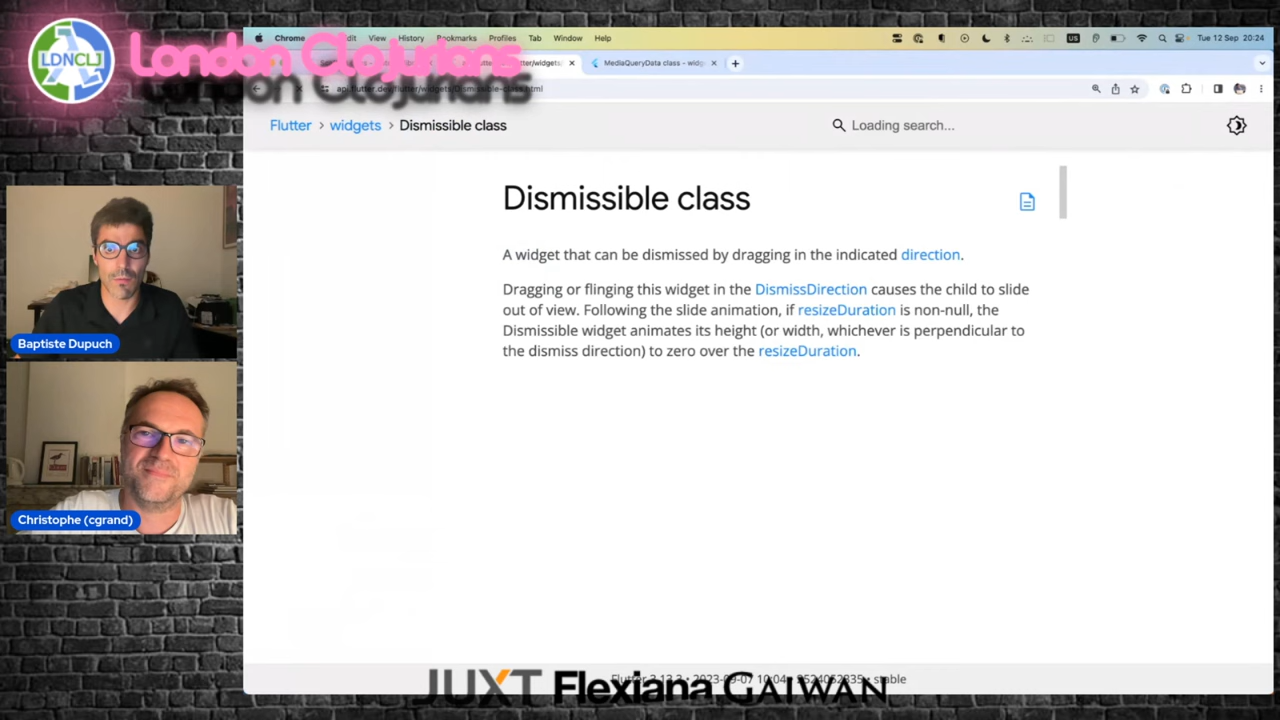 LDNCLJ
London Clojurians
Chrome
View
History
Bookmarks
Profiles
Tab
Window
Help
US
Tue 12 Sep 20:24
MediaQueryData class - widg
Flutter
widgets
Dismissible class
Loading search...
Dismissible class
A widget that can be dismissed by dragging in the indicated direction.
Dragging or flinging this widget in the DismissDirection causes the child to slide
out of view. Following the slide animation, if resizeDuration is non-null, the
Dismissible widget animates its height (or width, whichever is perpendicular to
the dismiss direction) to zero over the resizeDuration.
Baptiste Dupuch
Christophe (cgrand)
JUXT Flexiana GAIWAN